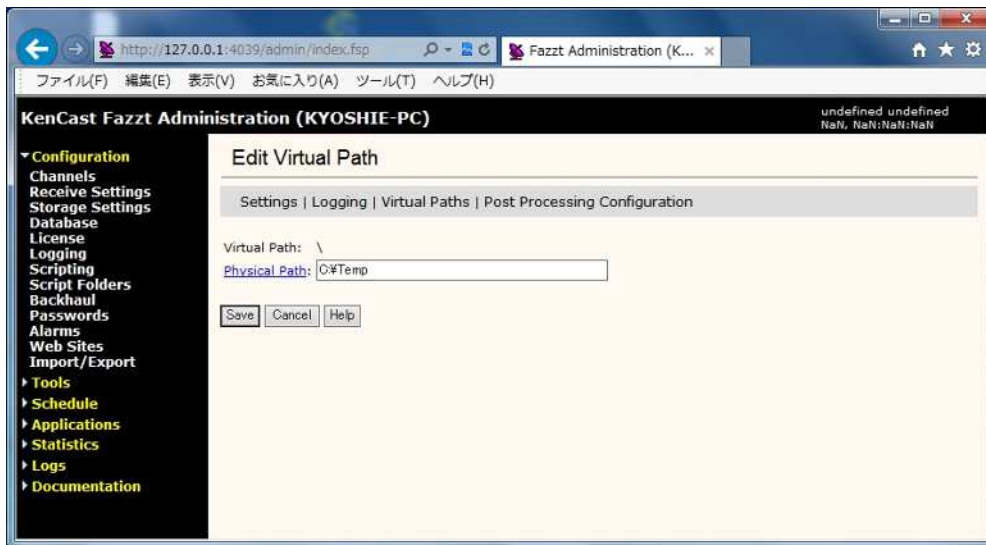 http://127.0.0.1:4039/admin/index.fsp
Fazzt Administration (K...
ファイル(F) 編集(E) 表示(V) お気に入り(A) ツール(T) ヘルプ(H)
KenCast Fazzt Administration (KYOSHIE-PC)
undefined undefined
NaN, NaN:NaN:NaN
Configuration
Channels
Receive Settings
Storage Settings
Database
License
Logging
Scripting
Script Folders
Backhaul
Passwords
Alarms
Web Sites
Import/Export
Tools
Schedule
Applications
Statistics
Logs
Documentation
Edit Virtual Path
Settings | Logging | Virtual Paths | Post Processing Configuration
Virtual Path: \
Physical Path: C:¥Temp
Save Cancel Help